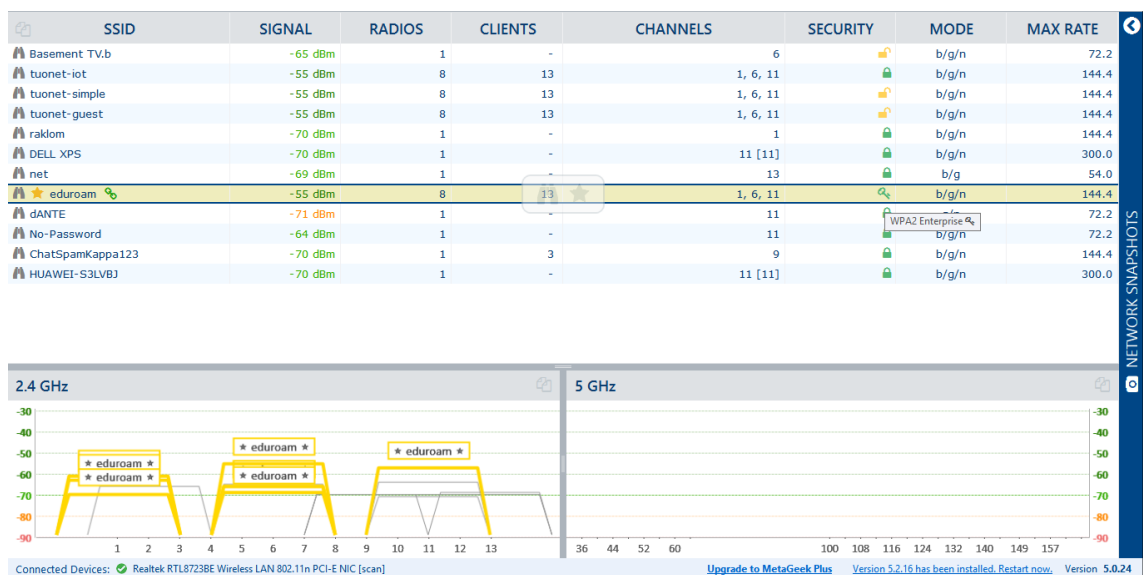 SSID SIGNAL RADIOS CLIENTS CHANNELS SECURITY MODE MAX RATE
Basement TV.b -65 dBm 1 - 6 b/g/n 72.2
tuonet-iot -55 dBm 8 13 1, 6, 11 b/g/n 144.4
tuonet-simple -55 dBm 8 13 1, 6, 11 b/g/n 144.4
tuonet-guest -55 dBm 8 13 1, 6, 11 b/g/n 144.4
raklom -70 dBm 1 - 1 b/g/n 144.4
DELL XPS -70 dBm 1 - 11 [11] b/g/n 300.0
net -69 dBm 1 - 13 b/g 54.0
eduroam -55 dBm 8 13 1, 6, 11 b/g/n 144.4
dANTE -71 dBm 1 - 11 72.2
WPA2 Enterprise
No-Password -64 dBm 1 - 11 b/g/n 72.2
ChatSpamKappa123 -70 dBm 1 3 9 b/g/n 144.4
HUAWEI-S3LVBJ -70 dBm 1 - 11 [11] b/g/n 300.0
NETWORK SNAPSHOTS
2.4 GHz
-30
-40
-50
-60
-70
-80
-90
eduroam
eduroam
eduroam
eduroam
eduroam
1 2 3 4 5 6 7 8 9 10 11 12 13
5 GHz
-30
-40
-50
-60
-70
-80
-90
36 44 52 60 100 108 116 124 132 140 149 157
Connected Devices: Realtek RTL8723BE Wireless LAN 802.11n PCI-E NIC [scan] Upgrade to MetaGeek Plus Version 5.2.16 has been installed. Restart now. Version 5.0.24